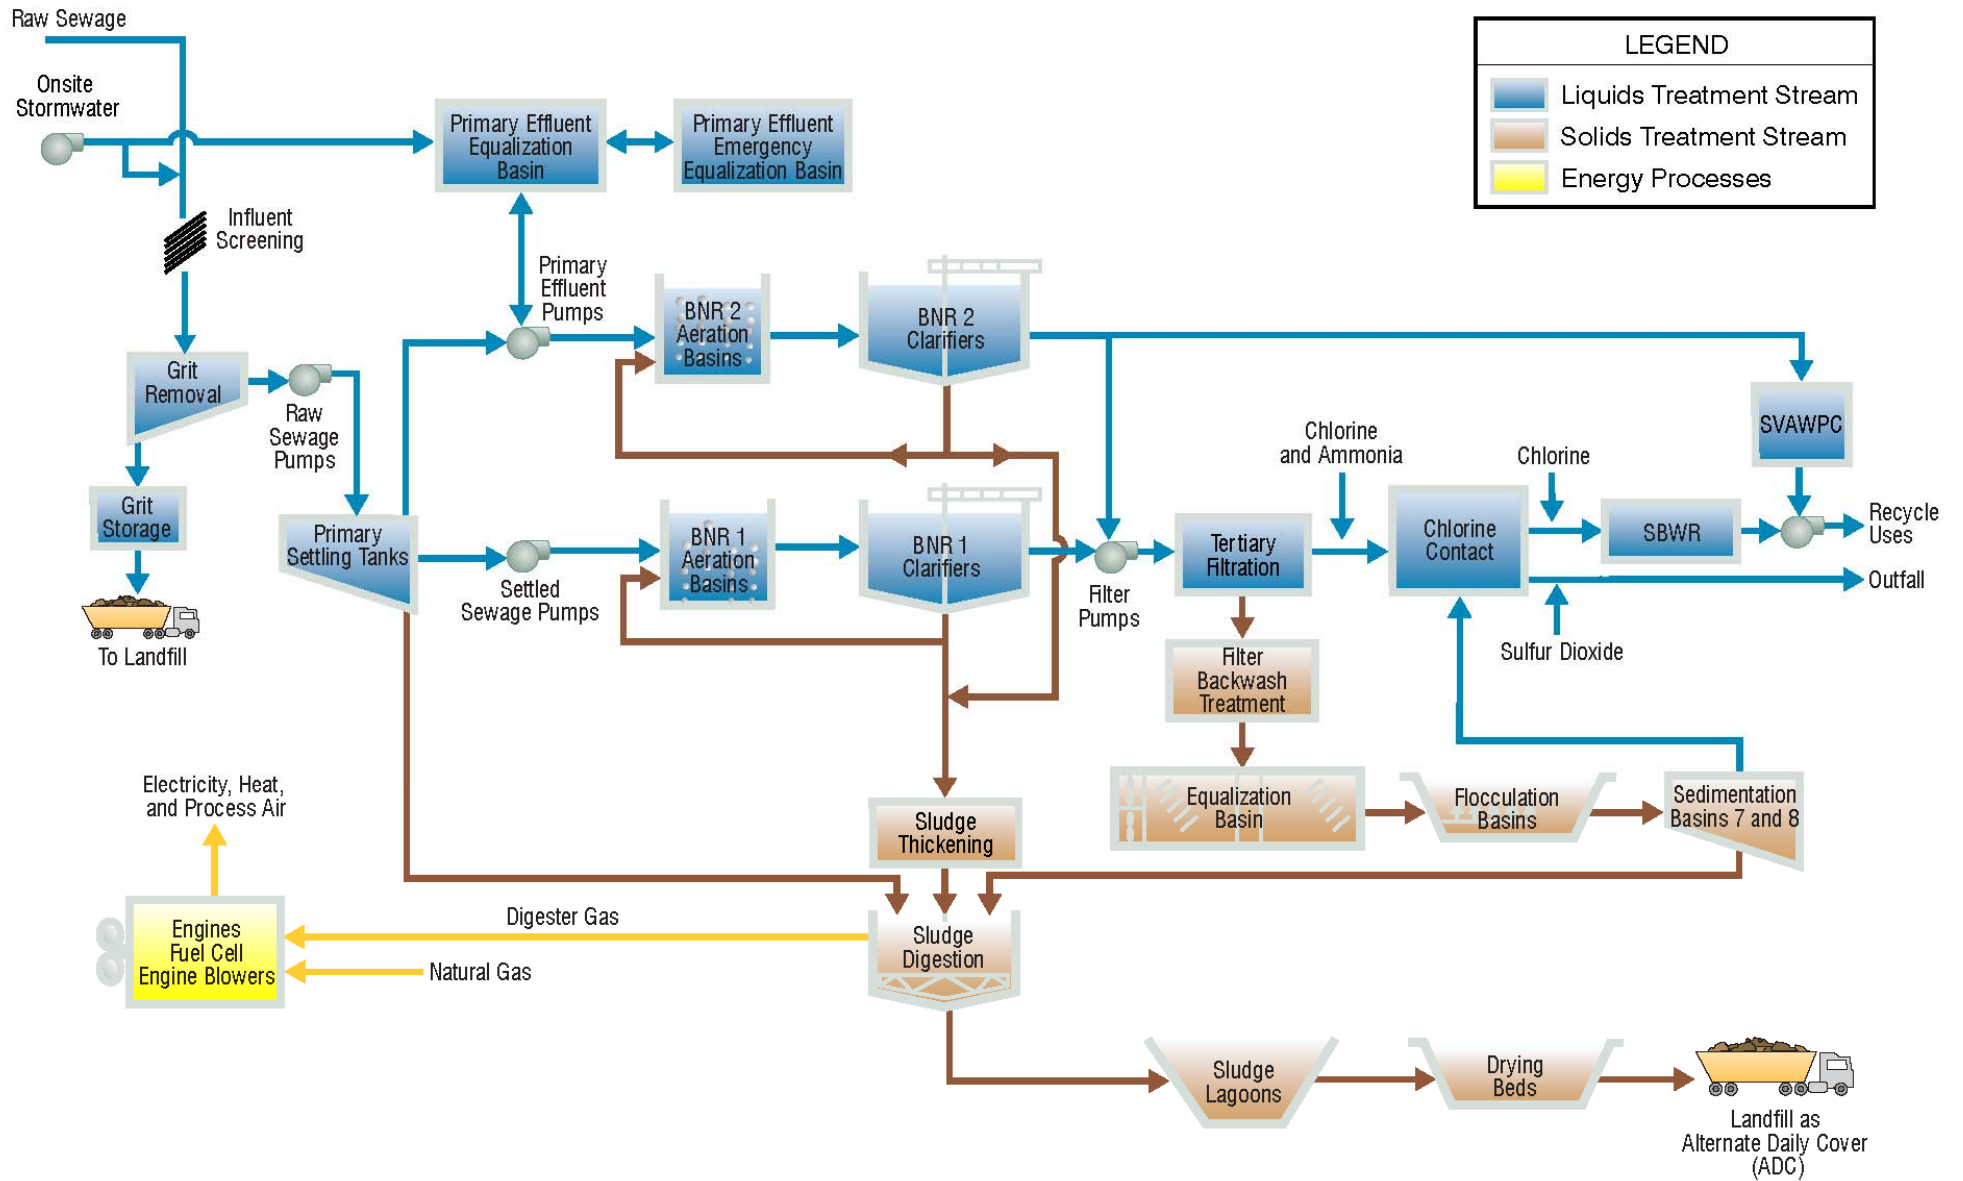 Raw Sewage
Onsite
Stormwater
Influent
Screening
Grit
Removal
Raw
Sewage
Pumps
Grit
Storage
To Landfill
Primary
Settling Tanks
Primary Effluent
Equalization
Basin
Primary Effluent
Emergency
Equalization Basin
Primary
Effluent
Pumps
BNR 2
Aeration
Basins
BNR 2
Clarifiers
Settled
Sewage Pumps
BNR 1
Aeration
Basins
BNR 1
Clarifiers
Filter
Pumps
Tertiary
Filtration
Chlorine
and Ammonia
Chlorine
Contact
Chlorine
SBWR
SVAWPC
Recycle
Uses
Outfall
Sulfur Dioxide
Filter
Backwash
Treatment
Equalization
Basin
Flocculation
Basins
Sedimentation
Basins 7 and 8
Sludge
Thickening
Sludge
Digestion
Digester Gas
Natural Gas
Electricity, Heat,
and Process Air
Engines
Fuel Cell
Engine Blowers
Sludge
Lagoons
Drying
Beds
Landfill as
Alternate Daily Cover
(ADC)
LEGEND
Liquids Treatment Stream
Solids Treatment Stream
Energy Processes